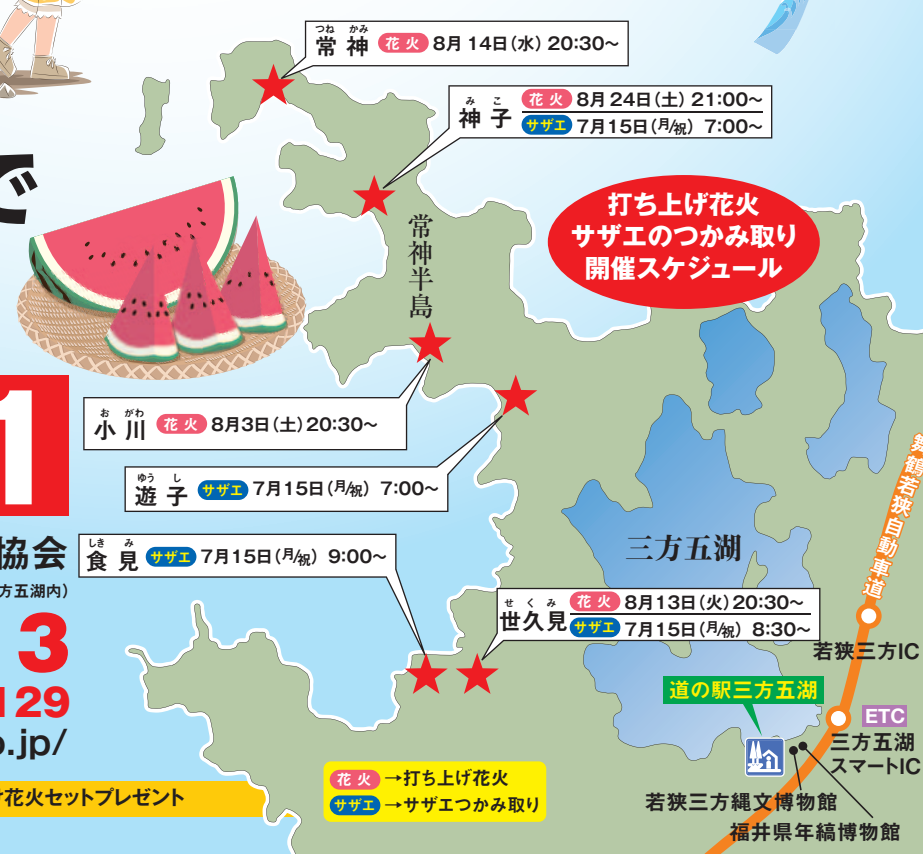 つね かみ
常神 花火 8月14日(水) 20:30〜
み こ
神子 花火 8月24日(土) 21:00〜
サザエ 7月15日(月/祝) 7:00〜
で
打ち上げ花火
サザエのつかみ取り
開催スケジュール
常神半島
お がわ
小川 花火 8月3日(土) 20:30〜
ゆう し
遊子 サザエ 7月15日(月/祝) 7:00〜
1
協会
方五湖内)
3
129
o.jp/
花火セットプレゼント
しき み
食見 サザエ 7月15日(月/祝) 9:00〜
三方五湖
せ く み
世久見 花火 8月13日(火) 20:30〜
サザエ 7月15日(月/祝) 8:30〜
舞鶴若狭自動車道
若狭三方IC
道の駅三方五湖
ETC
三方五湖
スマートIC
若狭三方縄文博物館
福井県年縞博物館
花火 →打ち上げ花火
サザエ →サザエつかみ取り